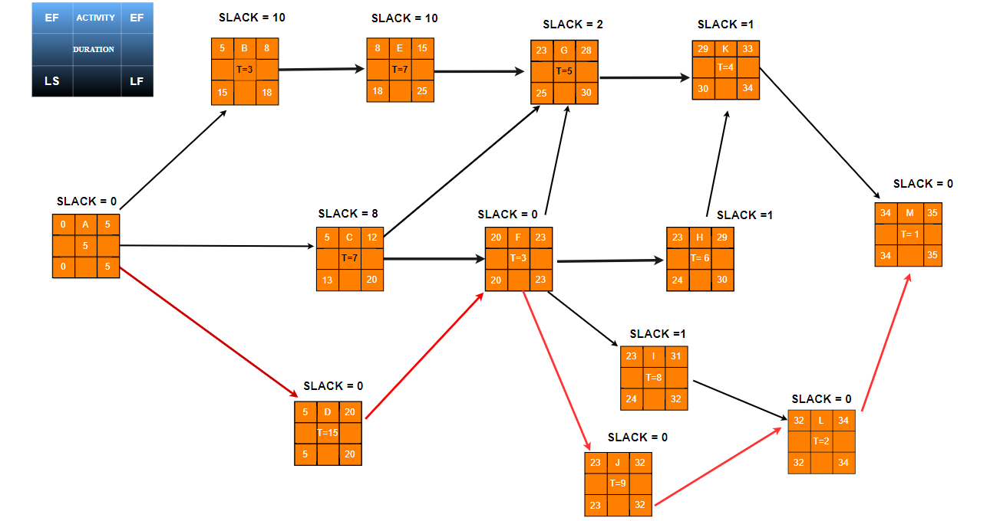 EF ACTIVITY EF
DURATION
LS LF
SLACK = 10
5 B 8
T=3
15 18
SLACK = 10
8 E 15
T=7
18 25
SLACK = 2
23 G 28
T=5
25 30
SLACK =1
29 K 33
T=4
30 34
SLACK = 0
0 A 5
5
0 5
SLACK = 8
5 C 12
T=7
13 20
SLACK = 0
20 F 23
T=3
20 23
SLACK =1
23 H 29
T= 6
24 30
SLACK = 0
34 M 35
T= 1
34 35
SLACK =1
23 I 31
T=8
24 32
SLACK = 0
5 D 20
T=15
5 20
SLACK = 0
23 J 32
T=9
23 32
SLACK = 0
32 L 34
T=2
32 34